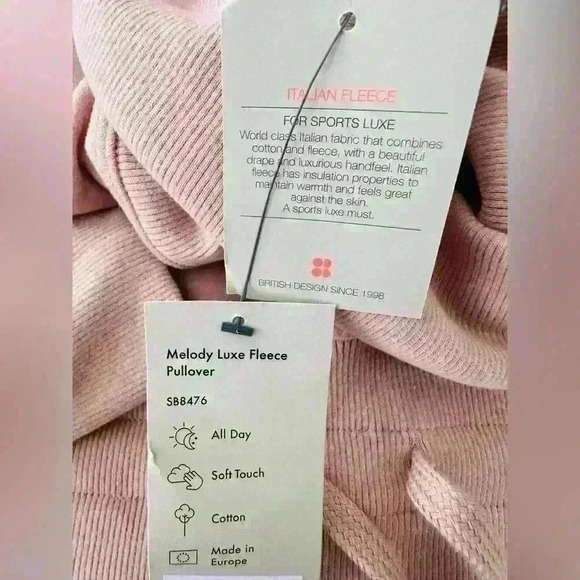 ITALIAN FLEECE
FOR SPORTS LUXE
World class Italian fabric that combines
cotton and fleece, with a beautiful
drape and luxurious handfeel. Italian
fleece has insulation properties to
maintain warmth and feels great
against the skin.
A sports luxe must.
BRITISH DESIGN SINCE 1998
Melody Luxe Fleece
Pullover
SB8476
All Day
Soft Touch
Cotton
Made in
Europe